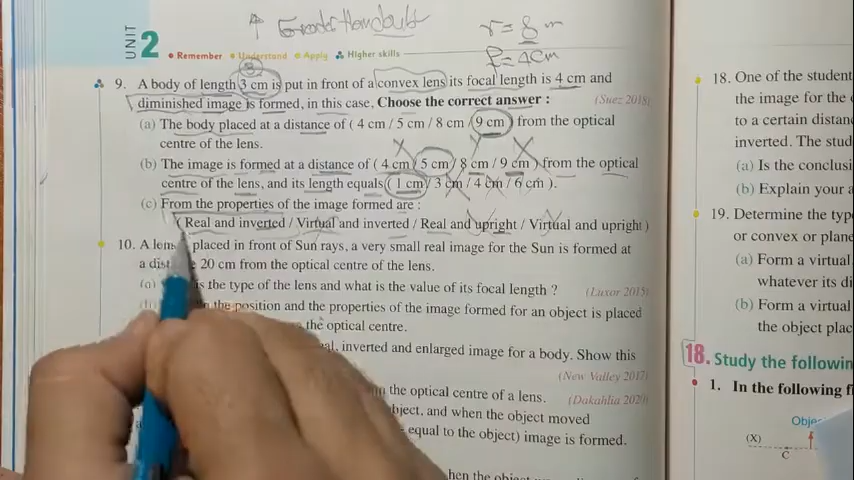 Grade Handout
r = 8 m
F = 4 cm
UNIT 2
Remember Understand Apply Higher skills
9. A body of length 3 cm is put in front of a convex lens its focal length is 4 cm and
diminished image is formed, in this case, Choose the correct answer : (Suez 2018)
(a) The body placed at a distance of ( 4 cm / 5 cm / 8 cm / 9 cm ) from the optical
centre of the lens.
(b) The image is formed at a distance of ( 4 cm / 5 cm / 8 cm / 9 cm ) from the optical
centre of the lens, and its length equals ( 1 cm / 3 cm / 4 cm / 6 cm ).
(c) From the properties of the image formed are :
( Real and inverted / Virtual and inverted / Real and upright / Virtual and upright )
10. A lens placed in front of Sun rays, a very small real image for the Sun is formed at
a 20 cm from the optical centre of the lens.
(a) is the type of the lens and what is the value of its focal length ? (Luxor 2015)
the position and the properties of the image formed for an object is placed
the optical centre.
inverted and enlarged image for a body. Show this
(New Valley 2017)
the optical centre of a lens.
(Dakahlia 2020)
and when the object moved
equal to the object) image is formed.
18. One of the student
the image for the
to a certain distan
inverted. The stud
(a) Is the conclusi
(b) Explain your a
19. Determine the typ
or convex or plane
(a) Form a virtual
whatever its di
(b) Form a virtual
the object plac
18. Study the following
1. In the following f
Obje
(X)
C